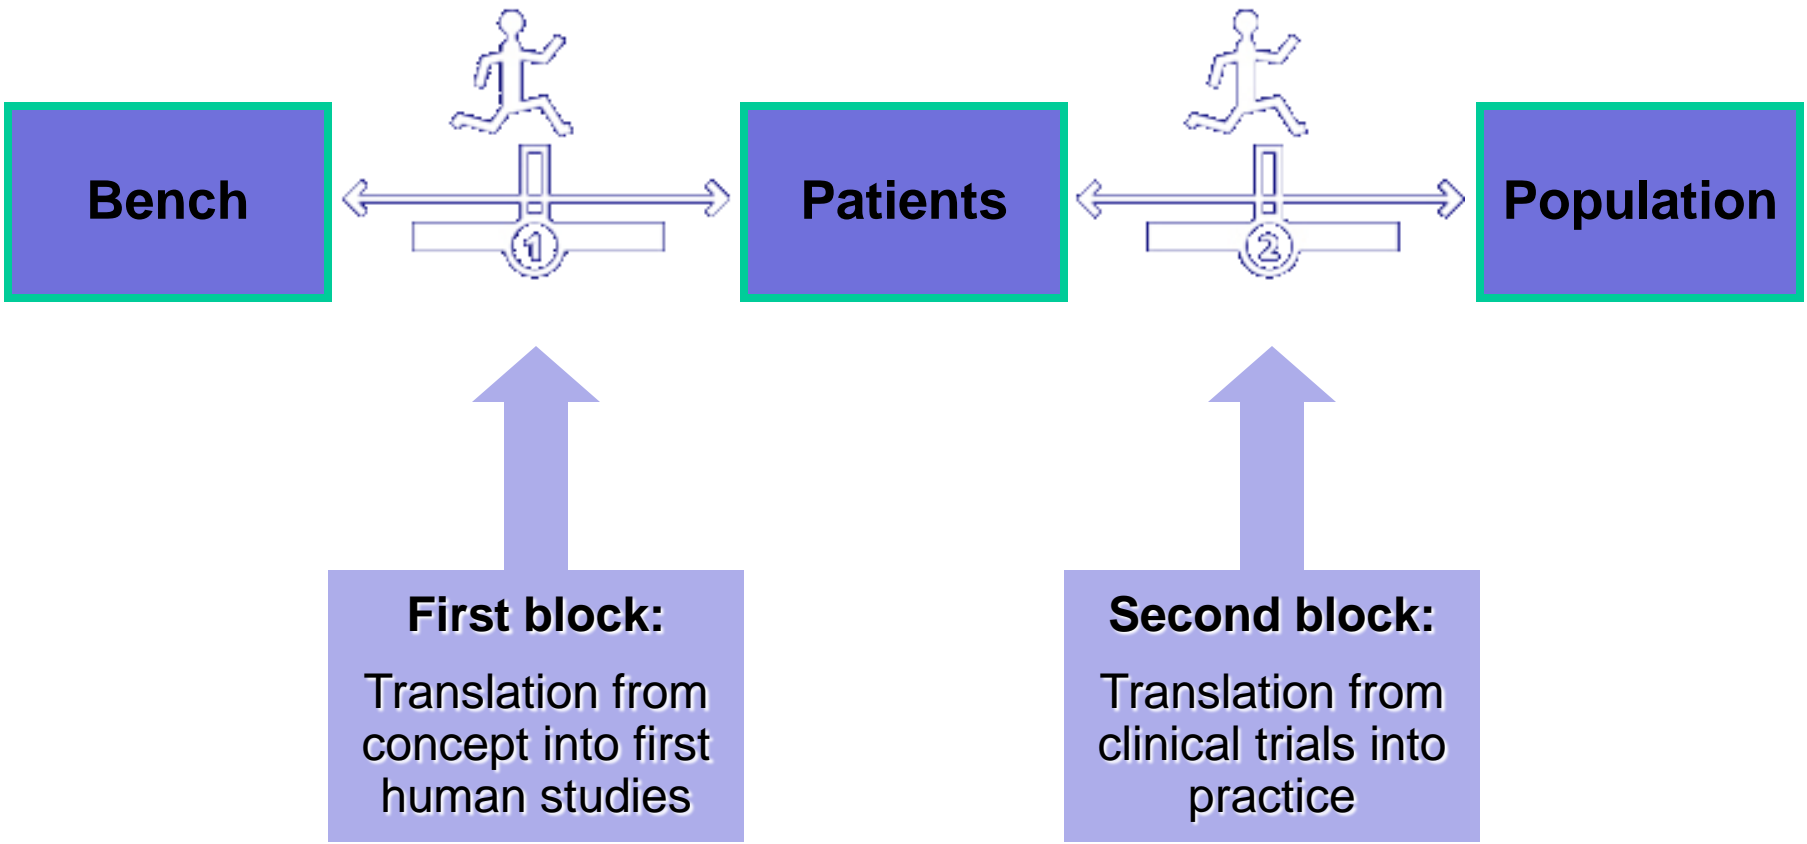 Bench
1
Patients
2
Population
First block:
Translation from
concept into first
human studies
Second block:
Translation from
clinical trials into
practice